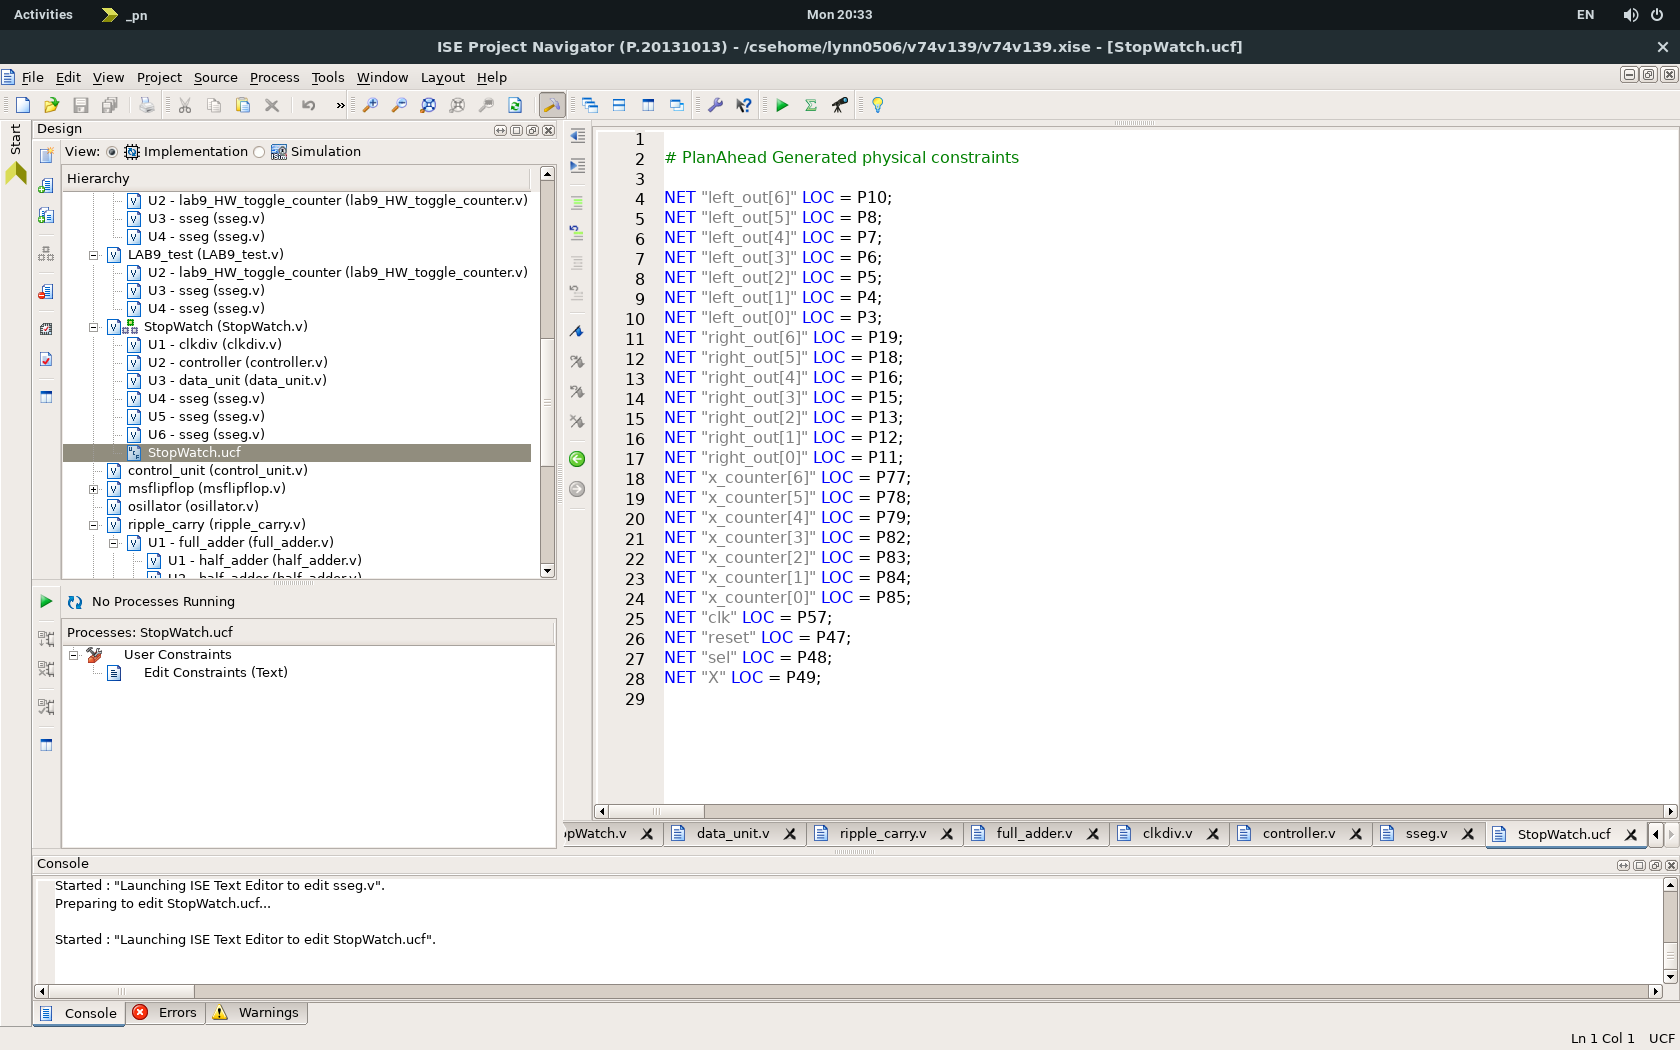 Activities
_pn
Mon 20:33
EN
ISE Project Navigator (P.20131013) - /csehome/lynn0506/v74v139/v74v139.xise - [StopWatch.ucf]
File Edit View Project Source Process Tools Window Layout Help
»
Start
Design
View: Implementation Simulation
Hierarchy
U2 - lab9_HW_toggle_counter (lab9_HW_toggle_counter.v)
U3 - sseg (sseg.v)
U4 - sseg (sseg.v)
LAB9_test (LAB9_test.v)
U2 - lab9_HW_toggle_counter (lab9_HW_toggle_counter.v)
U3 - sseg (sseg.v)
U4 - sseg (sseg.v)
StopWatch (StopWatch.v)
U1 - clkdiv (clkdiv.v)
U2 - controller (controller.v)
U3 - data_unit (data_unit.v)
U4 - sseg (sseg.v)
U5 - sseg (sseg.v)
U6 - sseg (sseg.v)
StopWatch.ucf
control_unit (control_unit.v)
msflipflop (msflipflop.v)
osillator (osillator.v)
ripple_carry (ripple_carry.v)
U1 - full_adder (full_adder.v)
U1 - half_adder (half_adder.v)
U2 - half_adder (half_adder.v)
No Processes Running
Processes: StopWatch.ucf
User Constraints
Edit Constraints (Text)
1
2 # PlanAhead Generated physical constraints
3
4 NET "left_out[6]" LOC = P10;
5 NET "left_out[5]" LOC = P8;
6 NET "left_out[4]" LOC = P7;
7 NET "left_out[3]" LOC = P6;
8 NET "left_out[2]" LOC = P5;
9 NET "left_out[1]" LOC = P4;
10 NET "left_out[0]" LOC = P3;
11 NET "right_out[6]" LOC = P19;
12 NET "right_out[5]" LOC = P18;
13 NET "right_out[4]" LOC = P16;
14 NET "right_out[3]" LOC = P15;
15 NET "right_out[2]" LOC = P13;
16 NET "right_out[1]" LOC = P12;
17 NET "right_out[0]" LOC = P11;
18 NET "x_counter[6]" LOC = P77;
19 NET "x_counter[5]" LOC = P78;
20 NET "x_counter[4]" LOC = P79;
21 NET "x_counter[3]" LOC = P82;
22 NET "x_counter[2]" LOC = P83;
23 NET "x_counter[1]" LOC = P84;
24 NET "x_counter[0]" LOC = P85;
25 NET "clk" LOC = P57;
26 NET "reset" LOC = P47;
27 NET "sel" LOC = P48;
28 NET "X" LOC = P49;
29
opWatch.v data_unit.v ripple_carry.v full_adder.v clkdiv.v controller.v sseg.v StopWatch.ucf
Console
Started : "Launching ISE Text Editor to edit sseg.v".
Preparing to edit StopWatch.ucf...
Started : "Launching ISE Text Editor to edit StopWatch.ucf".
Console Errors Warnings
Ln 1 Col 1 UCF